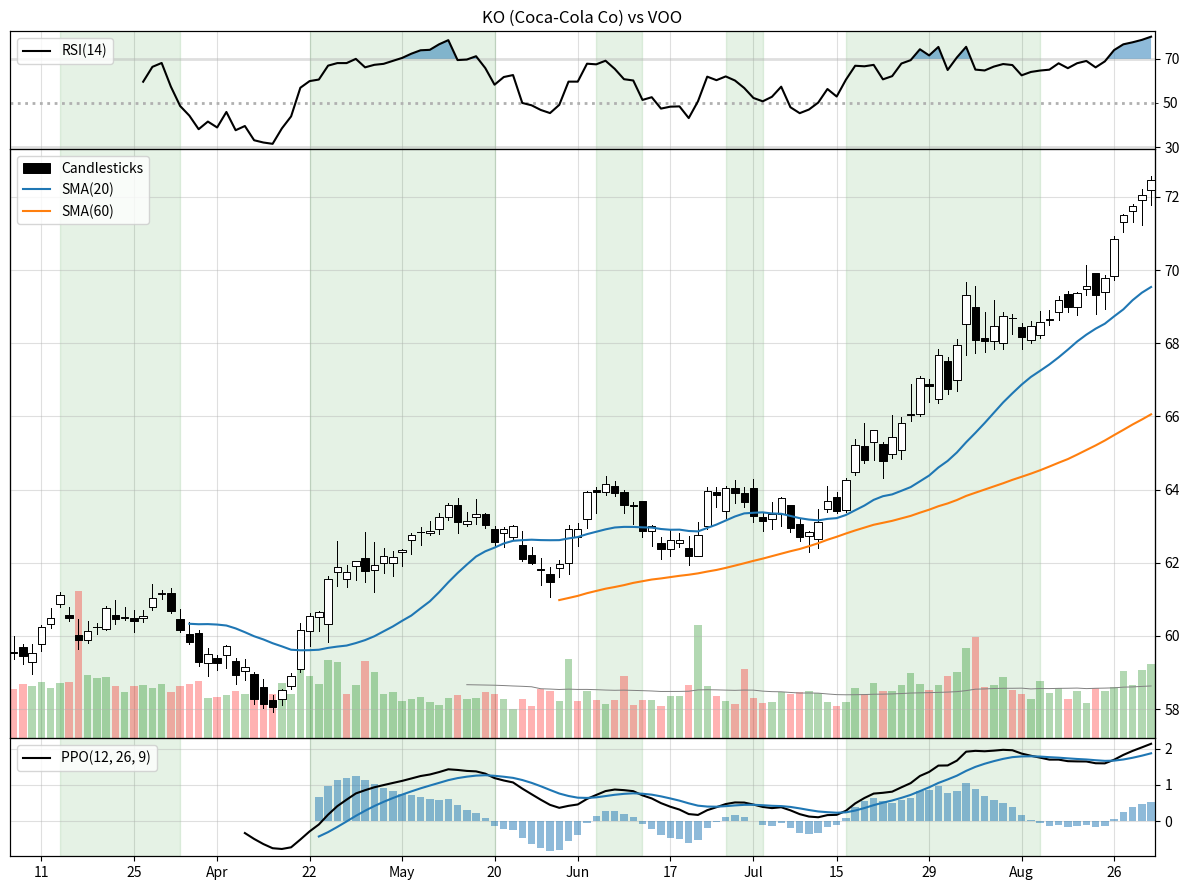 KO (Coca-Cola Co) vs VOO
RSI(14)
70
50
30
Candlesticks
SMA(20)
SMA(60)
72
70
68
66
64
62
60
58
PPO(12, 26, 9)
2
1
0
11 25 Apr 22 May 20 Jun 17 Jul 15 29 Aug 26